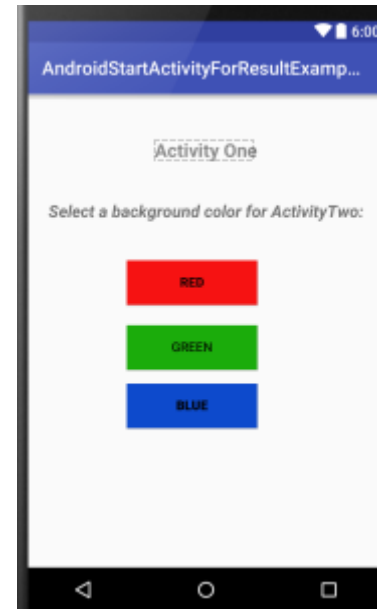 6:00
AndroidStartActivityForResultExamp...
Activity One
Select a background color for ActivityTwo:
RED
GREEN
BLUE